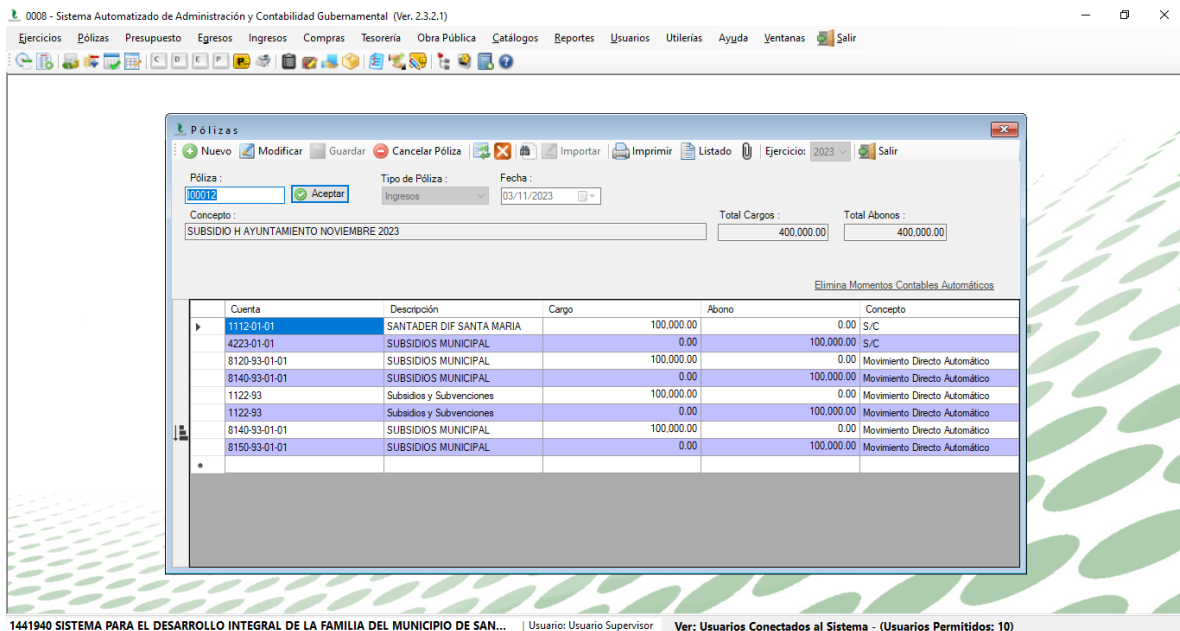 0008 - Sistema Automatizado de Administración y Contabilidad Gubernamental (Ver. 2.3.2.1)
Ejercicios Pólizas Presupuesto Egresos Ingresos Compras Tesorería Obra Pública Catálogos Reportes Usuarios Utilerías Ayuda Ventanas Salir
C D E P P
Pólizas
Nuevo Modificar Guardar Cancelar Póliza Importar Imprimir Listado Ejercicio: 2023 Salir
Póliza : Tipo de Póliza : Fecha :
I00012 Aceptar Ingresos 03/11/2023
Concepto : Total Cargos : Total Abonos :
SUBSIDIO H AYUNTAMIENTO NOVIEMBRE 2023 400,000.00 400,000.00
Elimina Momentos Contables Automáticos
Cuenta Descripción Cargo Abono Concepto
1112-01-01 SANTADER DIF SANTA MARIA 100,000.00 0.00 S/C
4223-01-01 SUBSIDIOS MUNICIPAL 0.00 100,000.00 S/C
8120-93-01-01 SUBSIDIOS MUNICIPAL 100,000.00 0.00 Movimiento Directo Automático
8140-93-01-01 SUBSIDIOS MUNICIPAL 0.00 100,000.00 Movimiento Directo Automático
1122-93 Subsidios y Subvenciones 100,000.00 0.00 Movimiento Directo Automático
1122-93 Subsidios y Subvenciones 0.00 100,000.00 Movimiento Directo Automático
8140-93-01-01 SUBSIDIOS MUNICIPAL 100,000.00 0.00 Movimiento Directo Automático
8150-93-01-01 SUBSIDIOS MUNICIPAL 0.00 100,000.00 Movimiento Directo Automático
1441940 SISTEMA PARA EL DESARROLLO INTEGRAL DE LA FAMILIA DEL MUNICIPIO DE SAN... Usuario: Usuario Supervisor Ver: Usuarios Conectados al Sistema - (Usuarios Permitidos: 10)